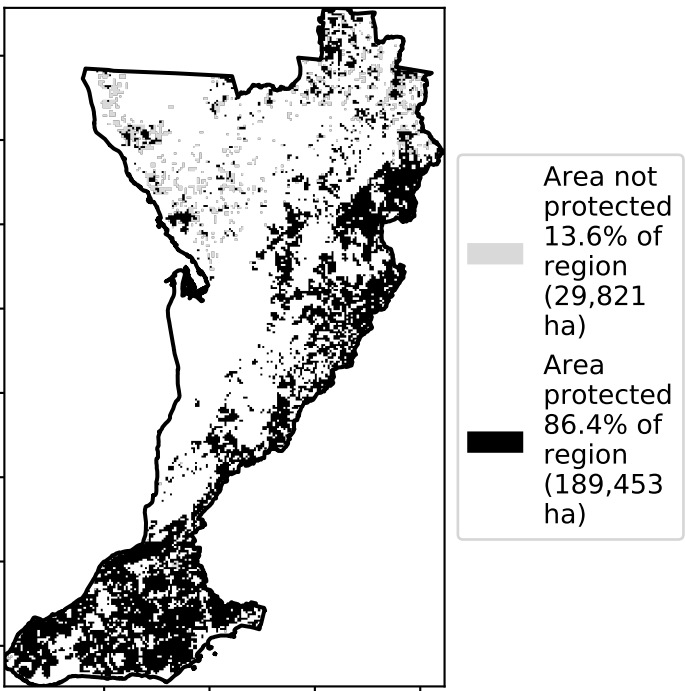 Area not
protected
13.6% of
region
(29,821
ha)
Area
protected
86.4% of
region
(189,453
ha)